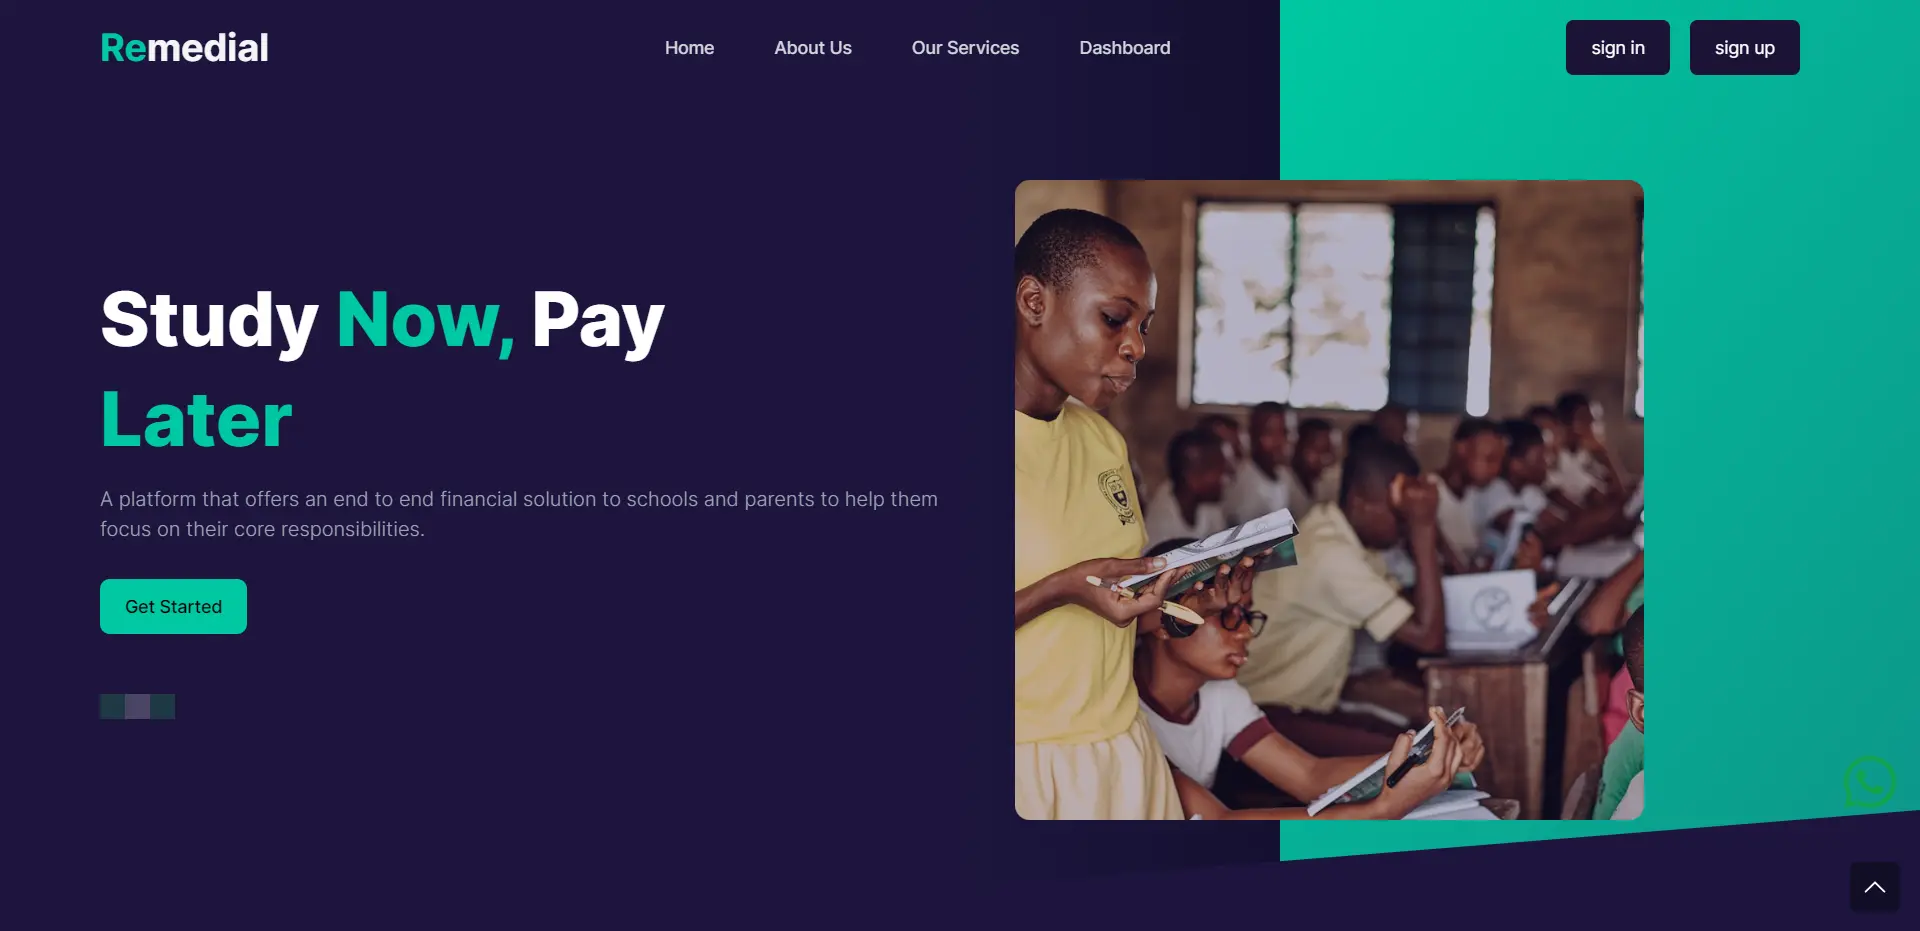 Remedial
Home
About Us
Our Services
Dashboard
sign in
sign up
Study Now, Pay
Later
A platform that offers an end to end financial solution to schools and parents to help them
focus on their core responsibilities.
Get Started